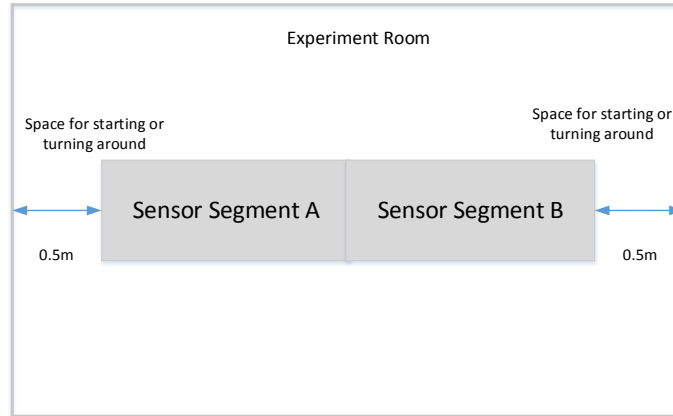 Experiment Room
Space for starting or
turning around
Space for starting or
turning around
Sensor Segment A
Sensor Segment B
0.5m
0.5m